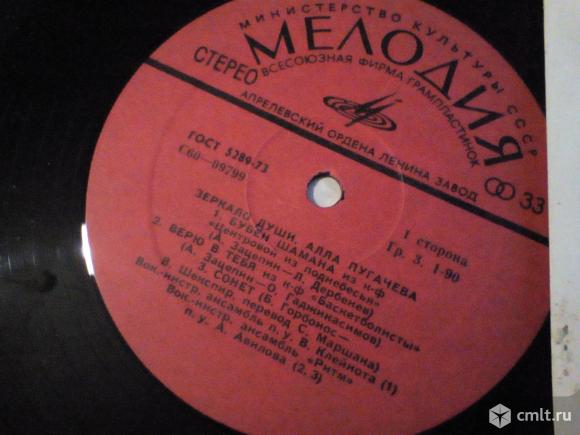 МИНИСТЕРСТВО КУЛЬТУРЫ СССР
МЕЛОДИЯ
СТЕРЕО
ВСЕСОЮЗНАЯ ФИРМА ГРАМПЛАСТИНОК
АПРЕЛЕВСКИЙ ОРДЕНА ЛЕНИНА ЗАВОД
33
ГОСТ 5289-73
С60—09799
1 сторона
Гр. 3. 1-90
ЗЕРКАЛО ДУШИ. АЛЛА ПУГАЧЕВА
1. БУБЕН ШАМАНА из к-ф
«Центровой из поднебесья»
(А. Зацепин—Л. Дербенев)
2. ВЕРЮ В ТЕБЯ из к-ф «Баскетболисты»
(А. Зацепин—О. Гаджикасимов)
3. СОНЕТ (Б. Горбонос—
В. Шекспир, перевод С. Маршака)
Вок.-инстр. ансамбль п. у. В. Клейнота (1)
Вок.-инстр. ансамбль «Ритм»
п. у. А. Авилова (2, 3)
cmlt.ru